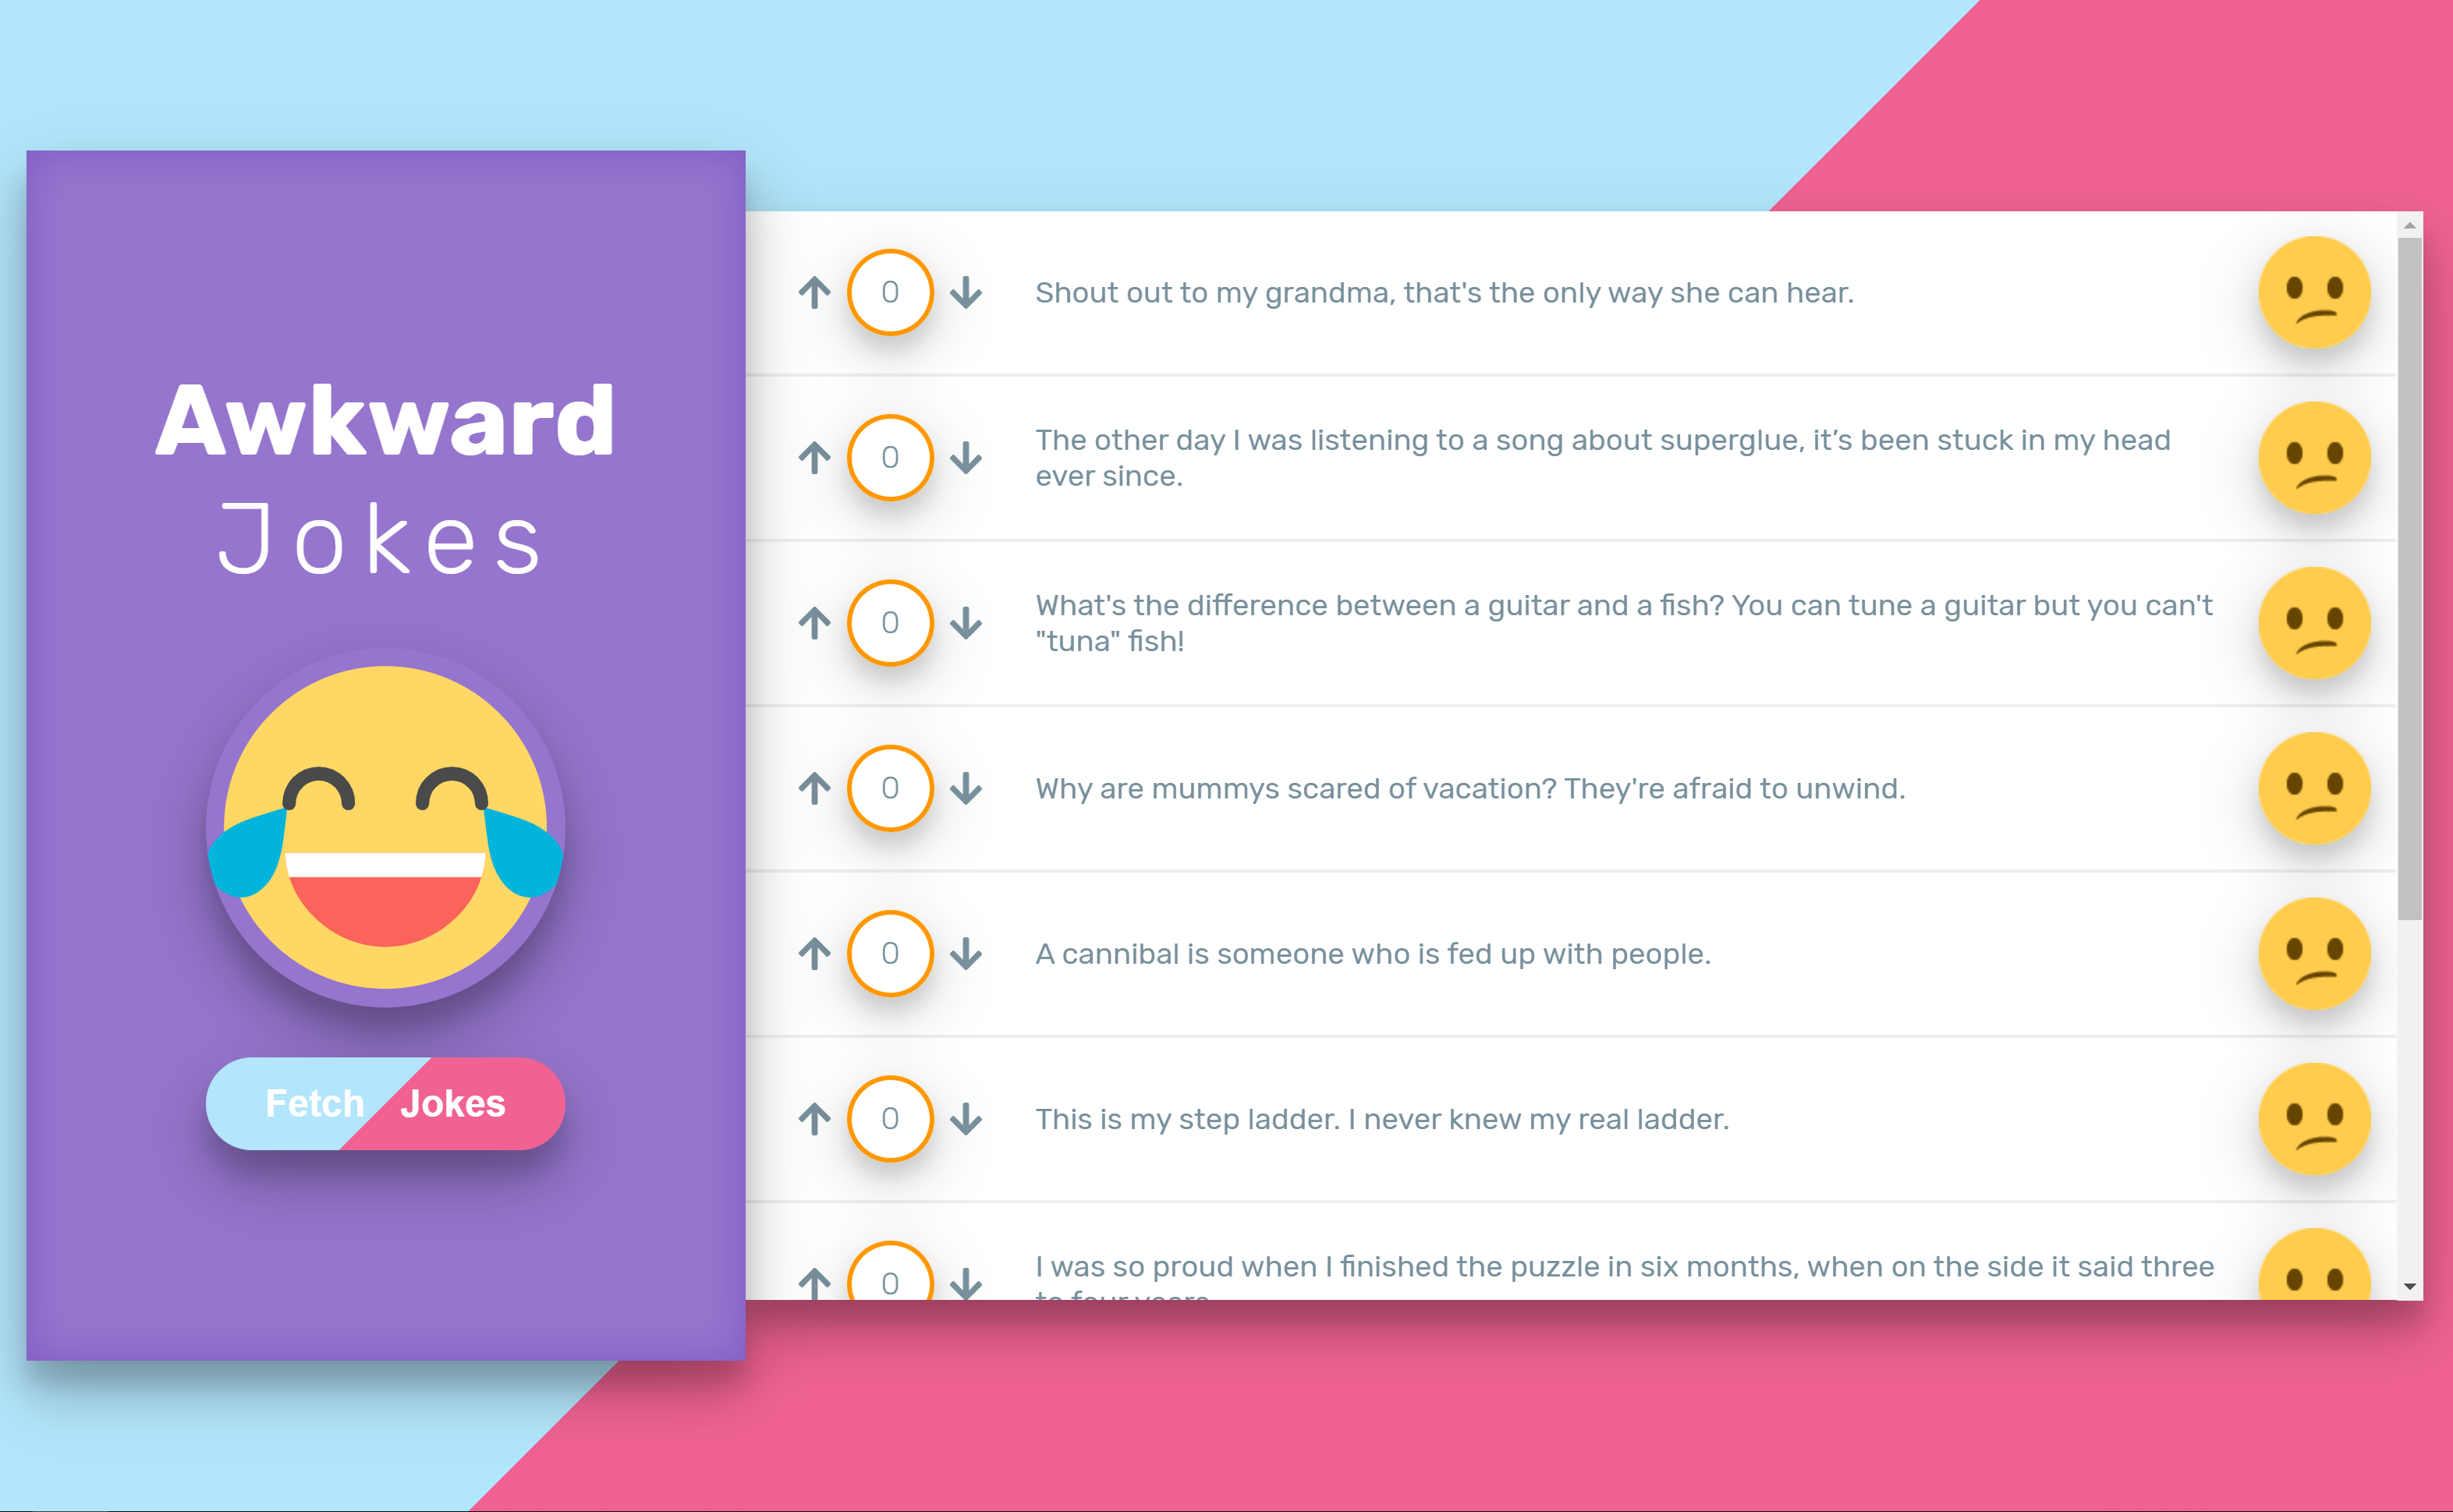 Awkward
Jokes
Fetch Jokes
0
Shout out to my grandma, that's the only way she can hear.
0
The other day I was listening to a song about superglue, it’s been stuck in my head
ever since.
0
What's the difference between a guitar and a fish? You can tune a guitar but you can't
"tuna" fish!
0
Why are mummys scared of vacation? They're afraid to unwind.
0
A cannibal is someone who is fed up with people.
0
This is my step ladder. I never knew my real ladder.
0
I was so proud when I finished the puzzle in six months, when on the side it said three
to four years